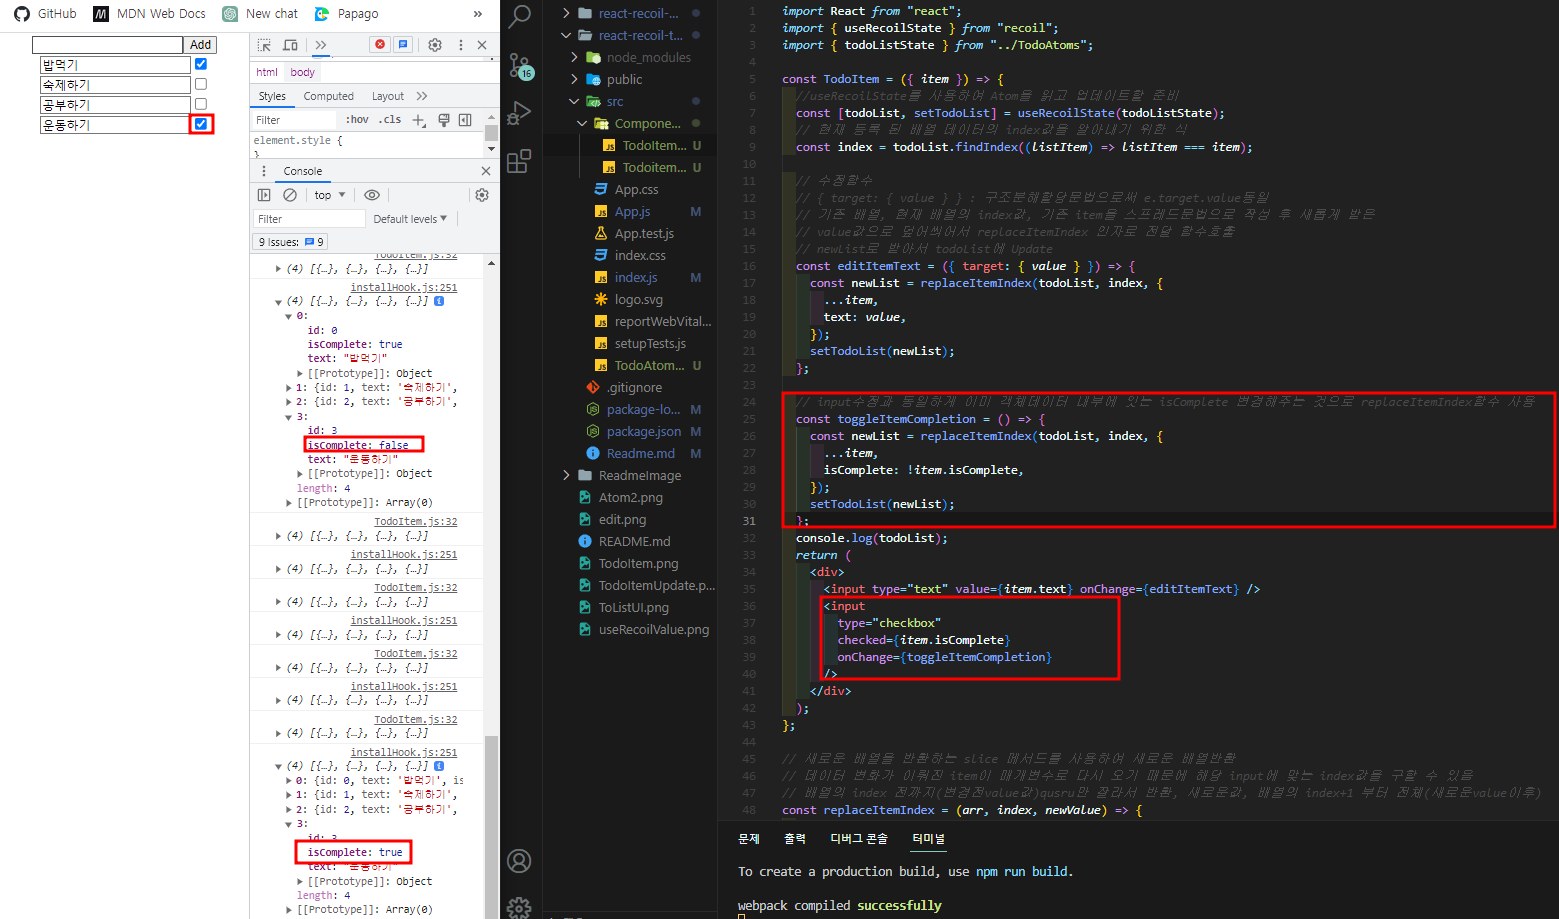 GitHub
MDN Web Docs
New chat
Papago
»
Add
밥먹기
숙제하기
공부하기
운동하기
html body
Styles Computed Layout »
Filter :hov .cls
element.style {
}
Console
top
Filter Default levels
9 Issues: 9
TodoItem.js:32
(4) [{…}, {…}, {…}, {…}]
installHook.js:251
(4) [{…}, {…}, {…}, {…}]
0:
id: 0
isComplete: true
text: "밥먹기"
[[Prototype]]: Object
1: {id: 1, text: '숙제하기',
2: {id: 2, text: '공부하기',
3:
id: 3
isComplete: false
text: "운동하기"
[[Prototype]]: Object
length: 4
[[Prototype]]: Array(0)
TodoItem.js:32
(4) [{…}, {…}, {…}, {…}]
installHook.js:251
(4) [{…}, {…}, {…}, {…}]
TodoItem.js:32
(4) [{…}, {…}, {…}, {…}]
installHook.js:251
(4) [{…}, {…}, {…}, {…}]
TodoItem.js:32
(4) [{…}, {…}, {…}, {…}]
installHook.js:251
(4) [{…}, {…}, {…}, {…}]
TodoItem.js:32
(4) [{…}, {…}, {…}, {…}]
installHook.js:251
(4) [{…}, {…}, {…}, {…}]
0: {id: 0, text: '밥먹기', is
1: {id: 1, text: '숙제하기',
2: {id: 2, text: '공부하기',
3:
id: 3
isComplete: true
text: "운동하기"
[[Prototype]]: Object
length: 4
[[Prototype]]: Array(0)
16
react-recoil-...
react-recoil-t...
node_modules
public
src
Compone...
TodoItem... U
Todoitem... U
App.css
App.js M
App.test.js
index.css
index.js M
logo.svg
reportWebVital...
setupTests.js
TodoAtom... U
.gitignore
package-lo... M
package.json M
Readme.md M
ReadmeImage
Atom2.png
edit.png
README.md
TodoItem.png
TodoItemUpdate.p...
ToListUI.png
useRecoilValue.png
1 import React from "react";
2 import { useRecoilState } from "recoil";
3 import { todoListState } from "../TodoAtoms";
4
5 const TodoItem = ({ item }) => {
6 //useRecoilState를 사용하여 Atom을 읽고 업데이트할 준비
7 const [todoList, setTodoList] = useRecoilState(todoListState);
8 // 현재 등록 된 배열 데이터의 index값을 알아내기 위한 식
9 const index = todoList.findIndex((listItem) => listItem === item);
10
11 // 수정함수
12 // { target: { value } } : 구조분해할당문법으로써 e.target.value동일
13 // 기존 배열, 현재 배열의 index값, 기존 item을 스프레드문법으로 작성 후 새롭게 받은
14 // value값으로 덮어씌어서 replaceItemIndex 인자로 전달 함수호출
15 // newList로 받아서 todoList에 Update
16 const editItemText = ({ target: { value } }) => {
17 const newList = replaceItemIndex(todoList, index, {
18 ...item,
19 text: value,
20 });
21 setTodoList(newList);
22 };
23
24 // input수정과 동일하게 이미 객체데이터 내부에 잇는 isComplete 변경해주는 것으로 replaceItemIndex함수 사용
25 const toggleItemCompletion = () => {
26 const newList = replaceItemIndex(todoList, index, {
27 ...item,
28 isComplete: !item.isComplete,
29 });
30 setTodoList(newList);
31 };
32 console.log(todoList);
33 return (
34 <div>
35 <input type="text" value={item.text} onChange={editItemText} />
36 <input
37 type="checkbox"
38 checked={item.isComplete}
39 onChange={toggleItemCompletion}
40 />
41 </div>
42 );
43 };
44
45 // 새로운 배열을 반환하는 slice 메서드를 사용하여 새로운 배열반환
46 // 데이터 변화가 이뤄진 item이 매개변수로 다시 오기 때문에 해당 input에 맞는 index값을 구할 수 있음
47 // 배열의 index 전까지(변경전value값)qusru만 잘라서 반환, 새로운값, 배열의 index+1 부터 전체(새로운value이후)
48 const replaceItemIndex = (arr, index, newValue) => {
문제 출력 디버그 콘솔 터미널
To create a production build, use npm run build.
webpack compiled successfully